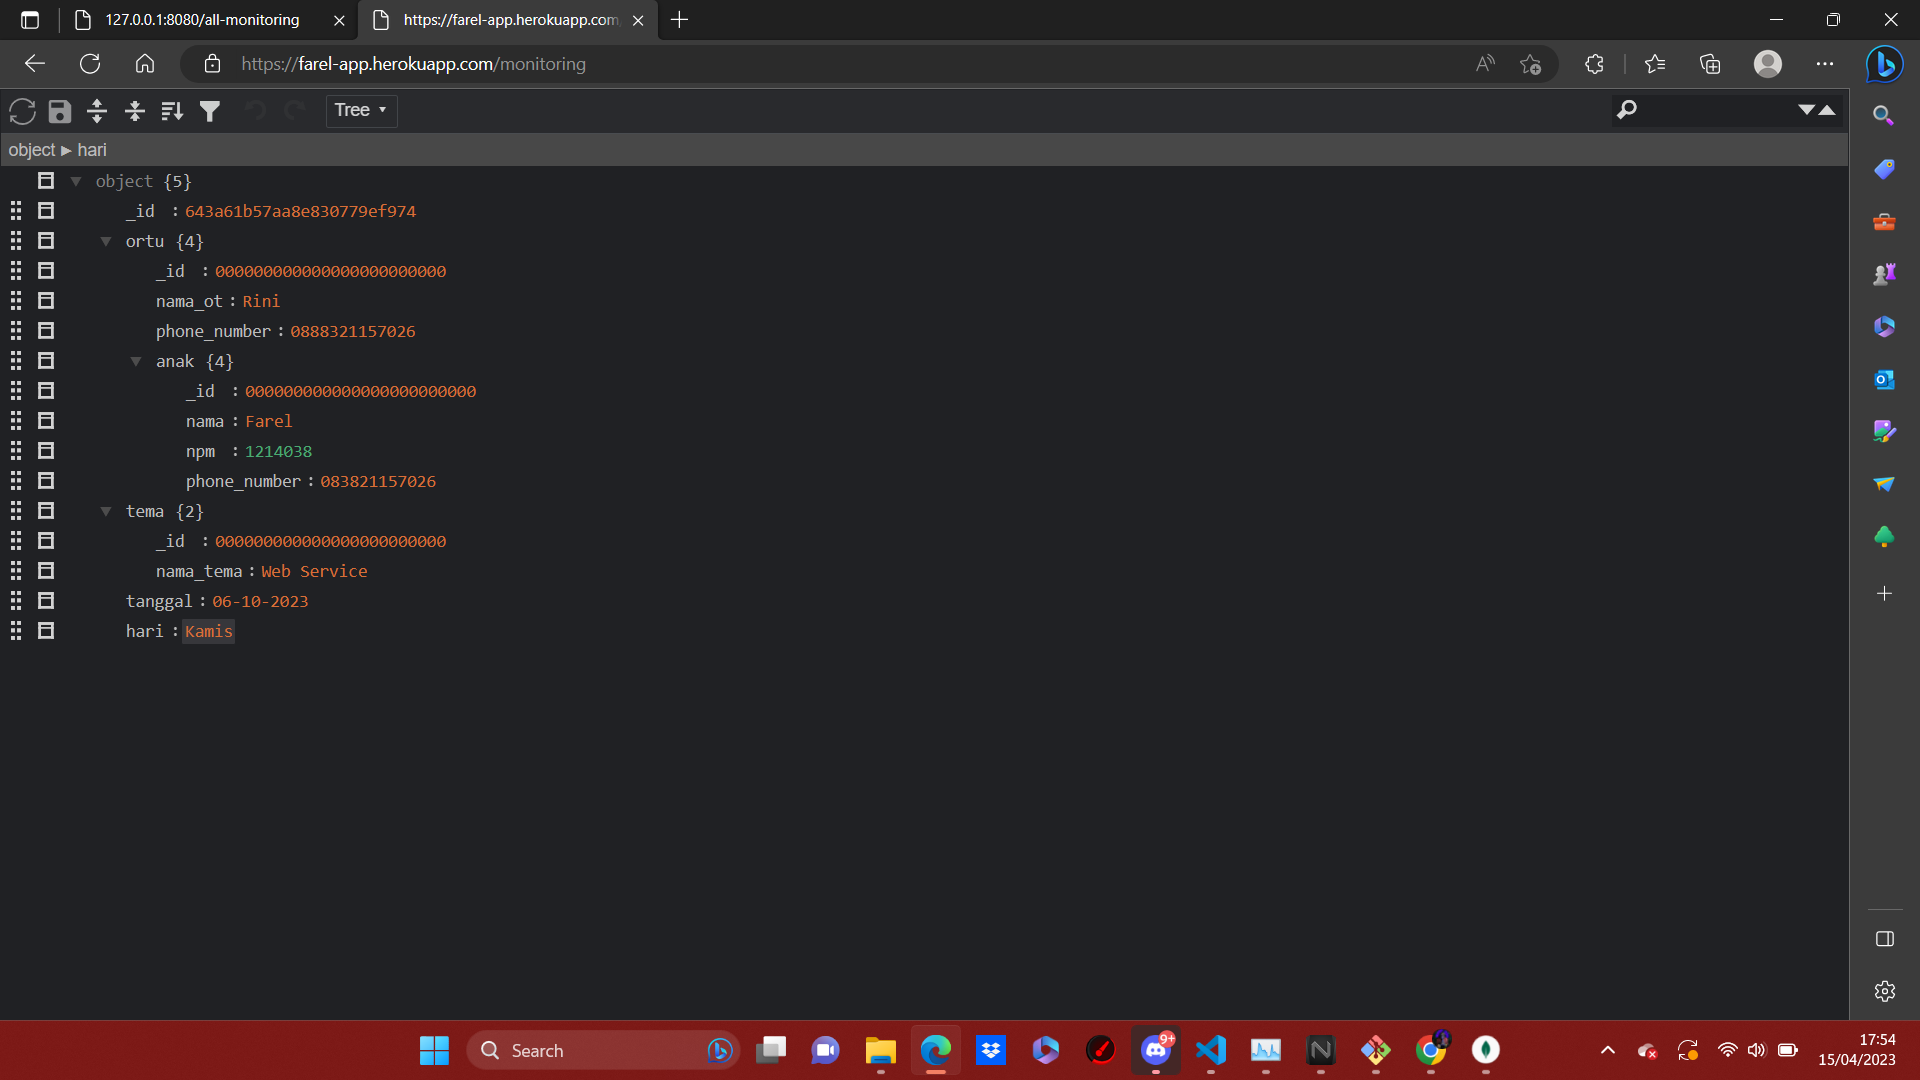 127.0.0.1:8080/all-monitoring
https://farel-app.herokuapp.com
https://farel-app.herokuapp.com/monitoring
Tree
object ▶ hari
object {5}
_id : 643a61b57aa8e830779ef974
ortu {4}
_id : 000000000000000000000000
nama_ot : Rini
phone_number : 0888321157026
anak {4}
_id : 000000000000000000000000
nama : Farel
npm : 1214038
phone_number : 083821157026
tema {2}
_id : 000000000000000000000000
nama_tema : Web Service
tanggal : 06-10-2023
hari : Kamis
Search
9+
17:54
15/04/2023